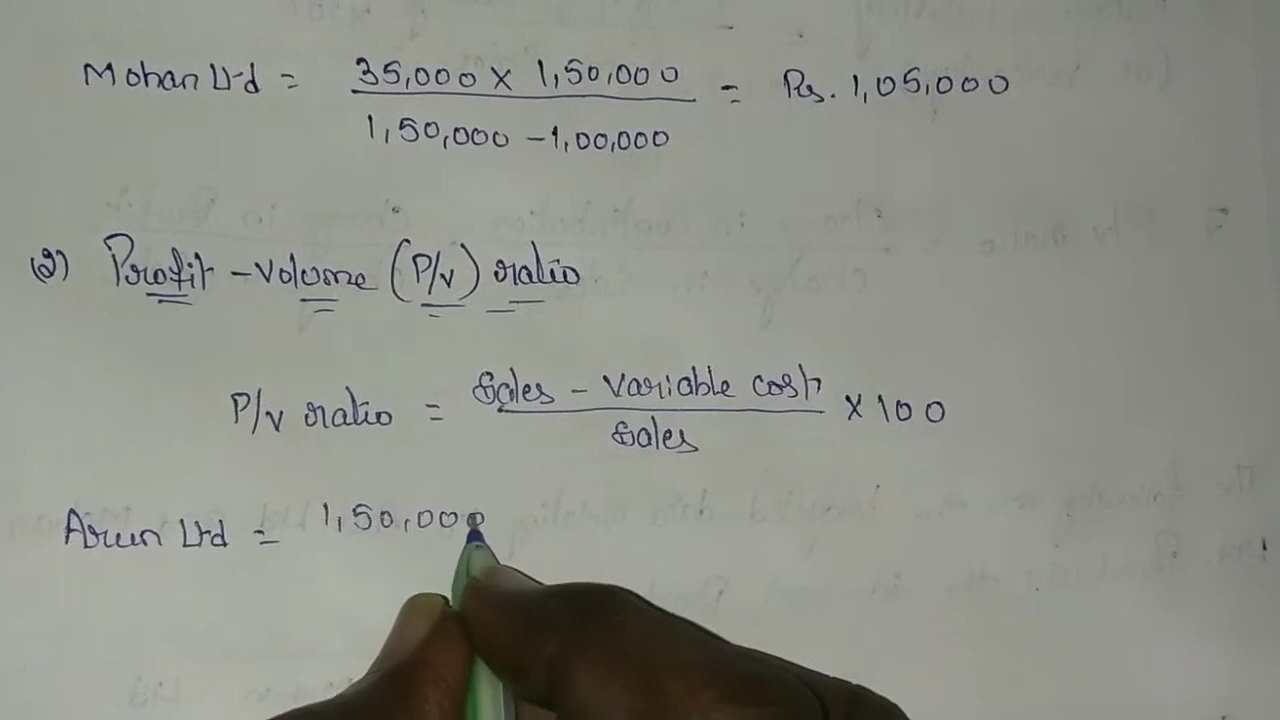 Mohan Ltd = 35,000 × 1,50,000 = Rs. 1,05,000
1,50,000 - 1,00,000
(2) Profit - Volume (P/v) ratio
P/v ratio = Sales - Variable cost × 100
Sales
Arun Ltd = 1,50,000